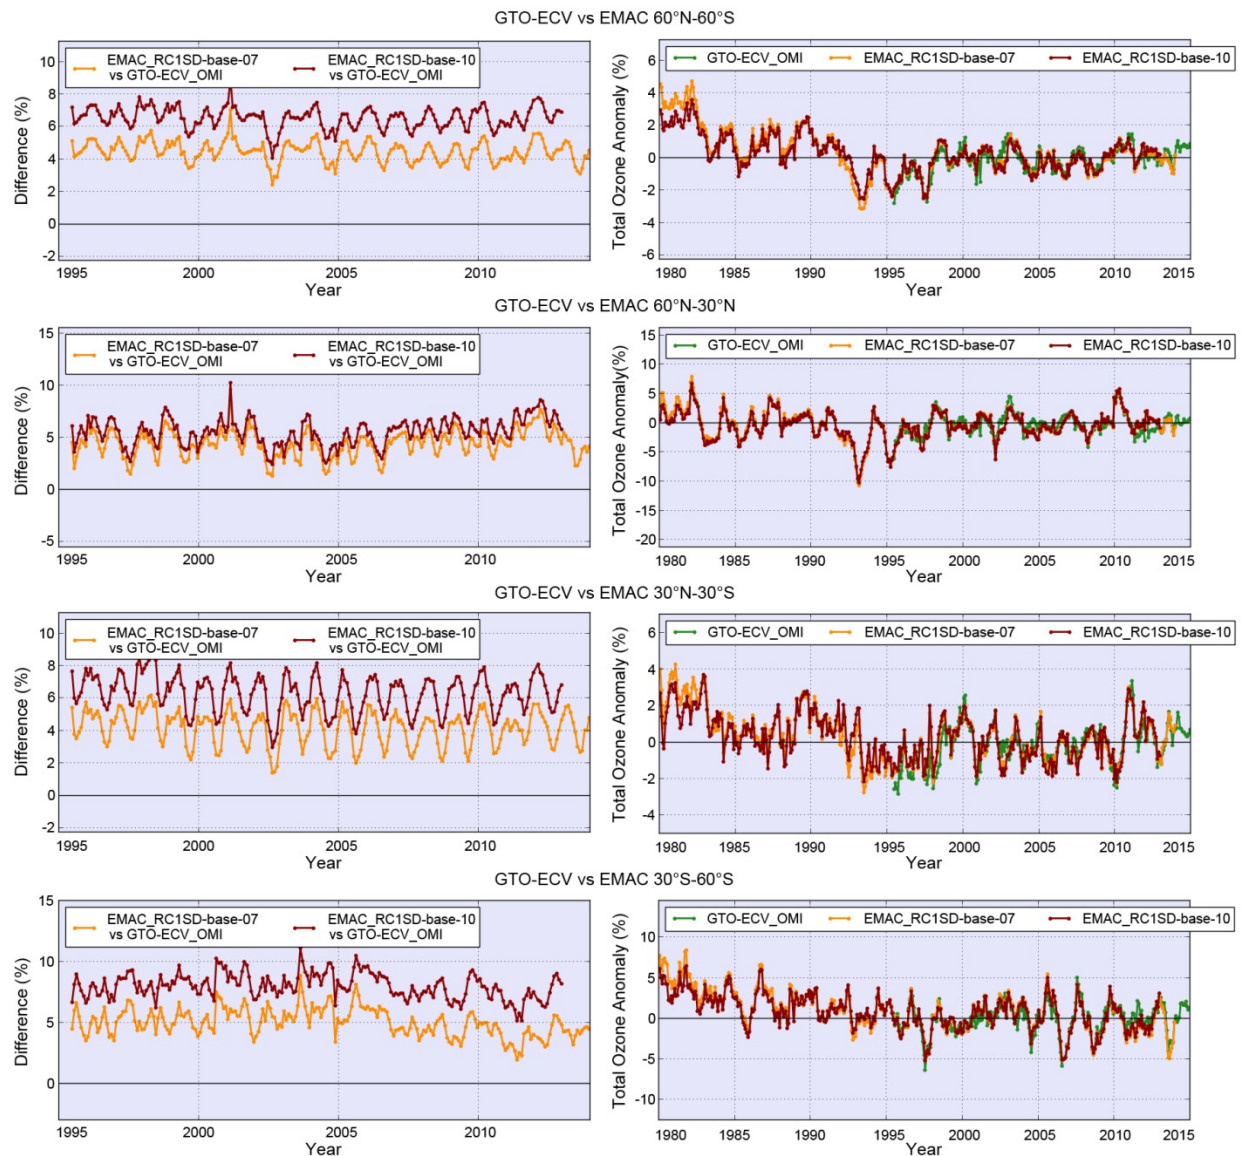 GTO-ECV vs EMAC 60°N-60°S
EMAC_RC1SD-base-07
vs GTO-ECV_OMI
EMAC_RC1SD-base-10
vs GTO-ECV_OMI
Difference (%)
10
8
6
4
2
0
-2
1995
2000
2005
2010
Year
GTO-ECV_OMI
EMAC_RC1SD-base-07
EMAC_RC1SD-base-10
Total Ozone Anomaly (%)
6
4
2
0
-2
-4
-6
1980
1985
1990
1995
2000
2005
2010
2015
Year
GTO-ECV vs EMAC 60°N-30°N
EMAC_RC1SD-base-07
vs GTO-ECV_OMI
EMAC_RC1SD-base-10
vs GTO-ECV_OMI
Difference (%)
15
10
5
0
-5
1995
2000
2005
2010
Year
GTO-ECV_OMI
EMAC_RC1SD-base-07
EMAC_RC1SD-base-10
Total Ozone Anomaly(%)
15
10
5
0
-5
-10
-15
-20
1980
1985
1990
1995
2000
2005
2010
2015
Year
GTO-ECV vs EMAC 30°N-30°S
EMAC_RC1SD-base-07
vs GTO-ECV_OMI
EMAC_RC1SD-base-10
vs GTO-ECV_OMI
Difference (%)
10
8
6
4
2
0
-2
1995
2000
2005
2010
Year
GTO-ECV_OMI
EMAC_RC1SD-base-07
EMAC_RC1SD-base-10
Total Ozone Anomaly (%)
6
4
2
0
-2
-4
1980
1985
1990
1995
2000
2005
2010
2015
Year
GTO-ECV vs EMAC 30°S-60°S
EMAC_RC1SD-base-07
vs GTO-ECV_OMI
EMAC_RC1SD-base-10
vs GTO-ECV_OMI
Difference (%)
15
10
5
0
1995
2000
2005
2010
Year
GTO-ECV_OMI
EMAC_RC1SD-base-07
EMAC_RC1SD-base-10
Total Ozone Anomaly (%)
10
5
0
-5
-10
1980
1985
1990
1995
2000
2005
2010
2015
Year